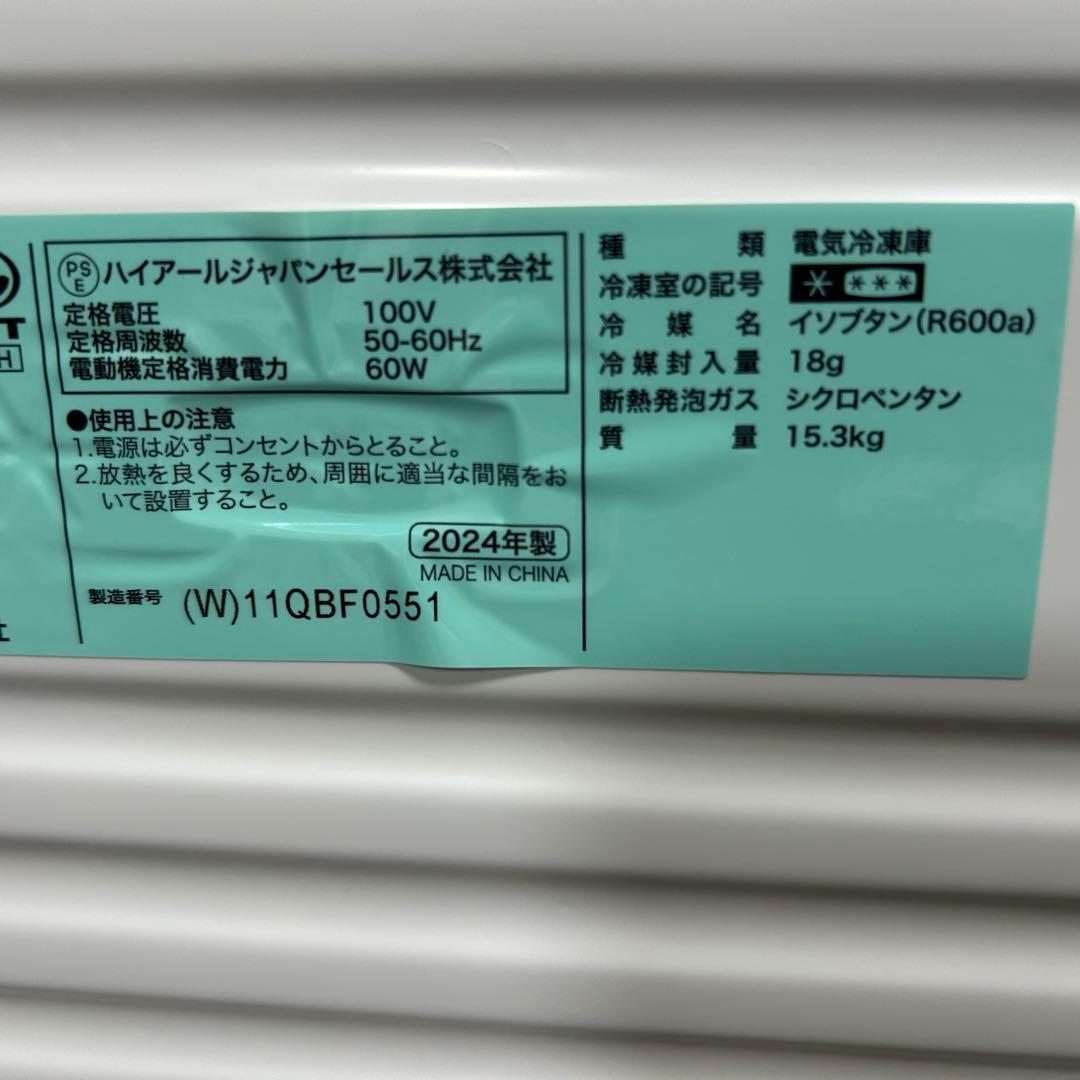 T
H
社
PS
E
ハイアールジャパンセールス株式会社
定格電圧 100V
定格周波数 50-60Hz
電動機定格消費電力 60W
●使用上の注意
1.電源は必ずコンセントからとること。
2.放熱を良くするため、周囲に適当な間隔をお
いて設置すること。
2024年製
MADE IN CHINA
製造番号 (W)11QBF0551
種類 電気冷凍庫
冷凍室の記号
冷媒名 イソブタン(R600a)
冷媒封入量 18g
断熱発泡ガス シクロペンタン
質量 15.3kg